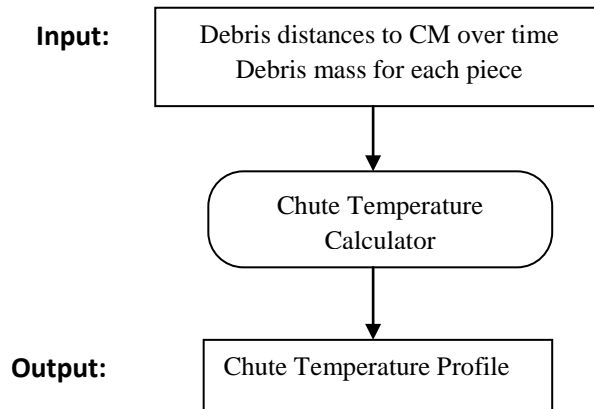 Input:
Debris distances to CM over time
Debris mass for each piece
Chute Temperature
Calculator
Output:
Chute Temperature Profile